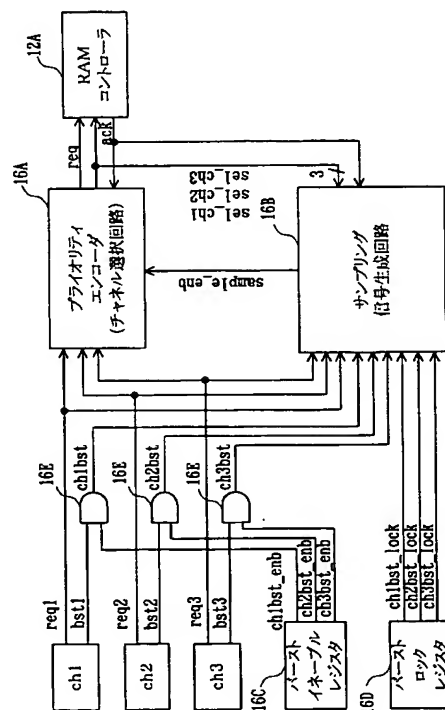 ch1
ch2
ch3
req1
bst1
req2
bst2
req3
bst3
16E
16E
16E
ch1bst
ch2bst
ch3bst
16C
バースト
イネーブル
レジスタ
ch1bst_enb
ch2bst_enb
ch3bst_enb
16D
バースト
ロック
レジスタ
ch1bst_lock
ch2bst_lock
ch3bst_lock
16A
プライオリティ
エンコーダ
(チャネル選択回路)
sample_enb
16B
サンプリング
信号生成回路
req
ack
sel_ch1
sel_ch2
sel_ch3
3
12A
RAM
コントローラ